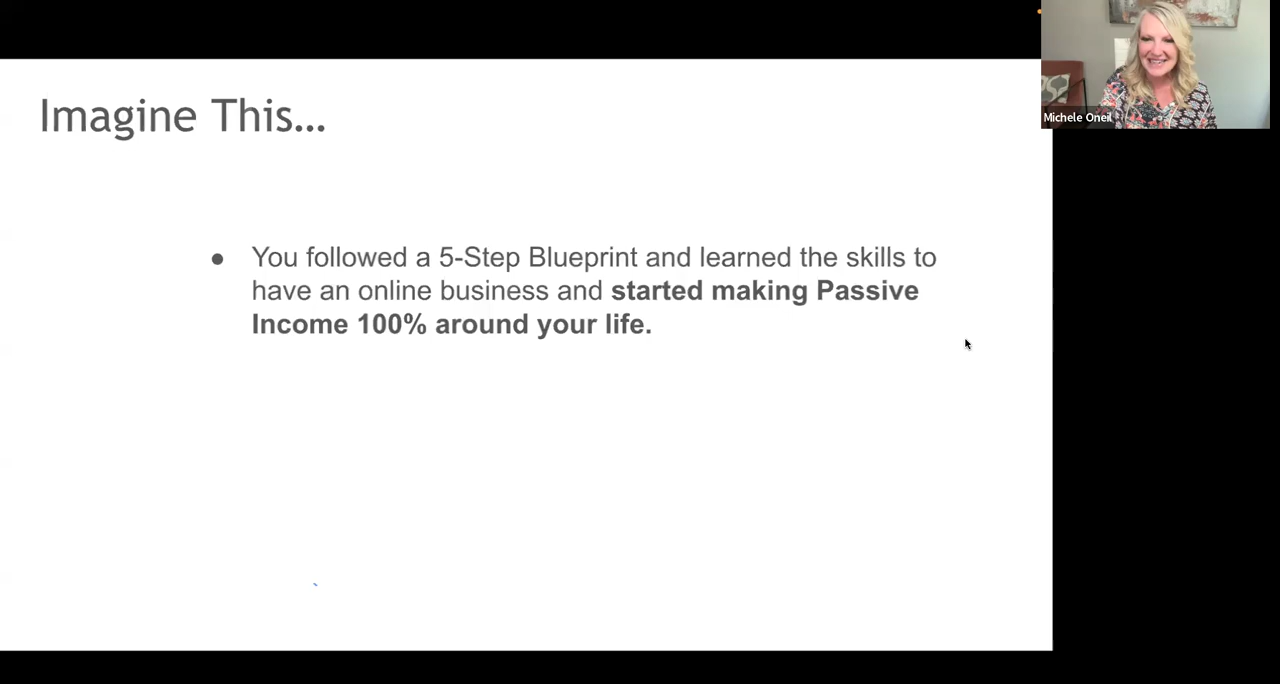 Imagine This...
● You followed a 5-Step Blueprint and learned the skills to
have an online business and started making Passive
Income 100% around your life.
Michele Oneil